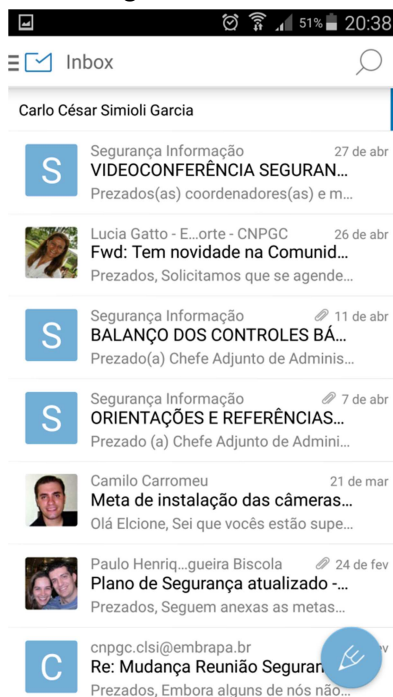 51% 20:38
Inbox
Carlo César Simioli Garcia
S
Segurança Informação 27 de abr
VIDEOCONFERÊNCIA SEGURAN...
Prezados(as) coordenadores(as) e m...
Lucia Gatto - E...orte - CNPGC 26 de abr
Fwd: Tem novidade na Comunid...
Prezados, Solicitamos que se agende...
S
Segurança Informação 11 de abr
BALANÇO DOS CONTROLES BÁ...
Prezado(a) Chefe Adjunto de Adminis...
S
Segurança Informação 7 de abr
ORIENTAÇÕES E REFERÊNCIAS...
Prezado (a) Chefe Adjunto de Admini...
Camilo Carromeu 21 de mar
Meta de instalação das câmeras...
Olá Elcione, Sei que vocês estão supe...
Paulo Henriq...gueira Biscola 24 de fev
Plano de Segurança atualizado -...
Prezados, Seguem anexas as metas...
C
cnpgc.clsi@embrapa.br
Re: Mudança Reunião Seguran
Prezados, Embora alguns de nós não...